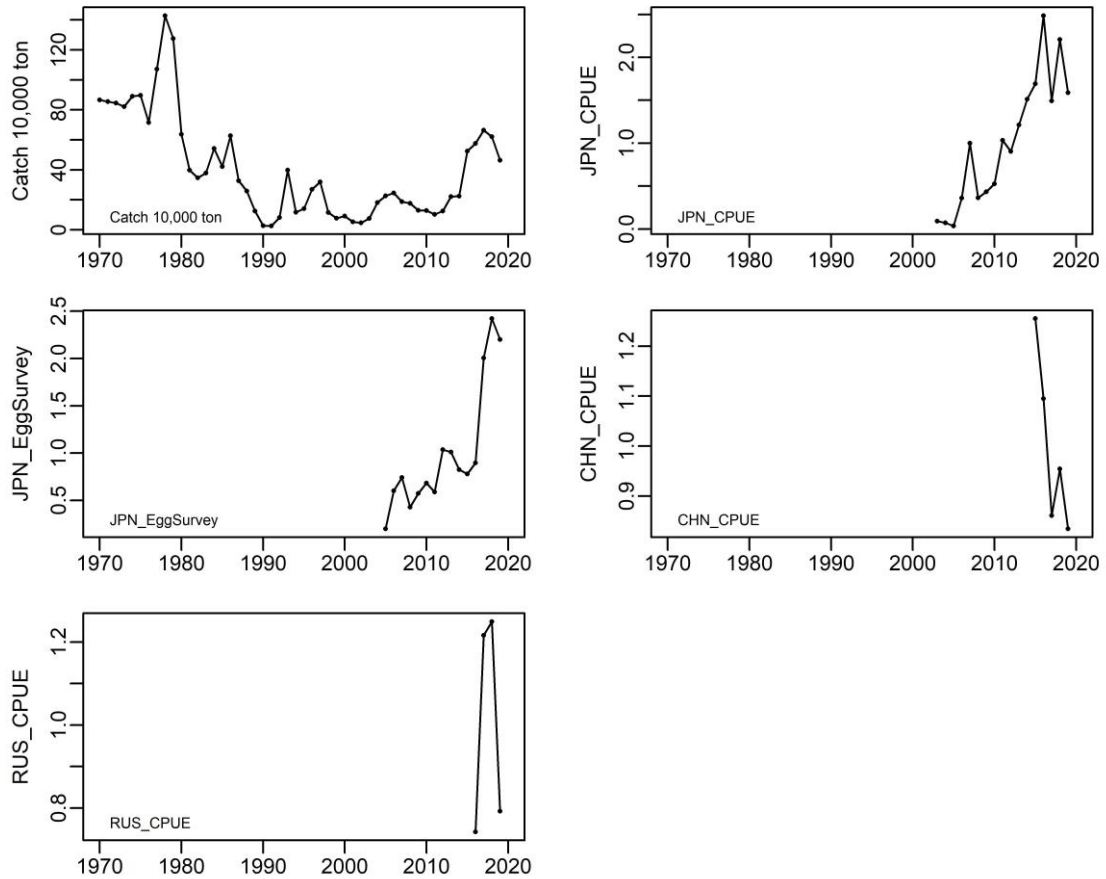 Catch 10,000 ton
0 40 80 120
Catch 10,000 ton
1970 1980 1990 2000 2010 2020
JPN_CPUE
0.0 1.0 2.0
JPN_CPUE
1970 1980 1990 2000 2010 2020
JPN_EggSurvey
0.5 1.0 1.5 2.0 2.5
JPN_EggSurvey
1970 1980 1990 2000 2010 2020
CHN_CPUE
0.9 1.0 1.1 1.2
CHN_CPUE
1970 1980 1990 2000 2010 2020
RUS_CPUE
0.8 1.0 1.2
RUS_CPUE
1970 1980 1990 2000 2010 2020